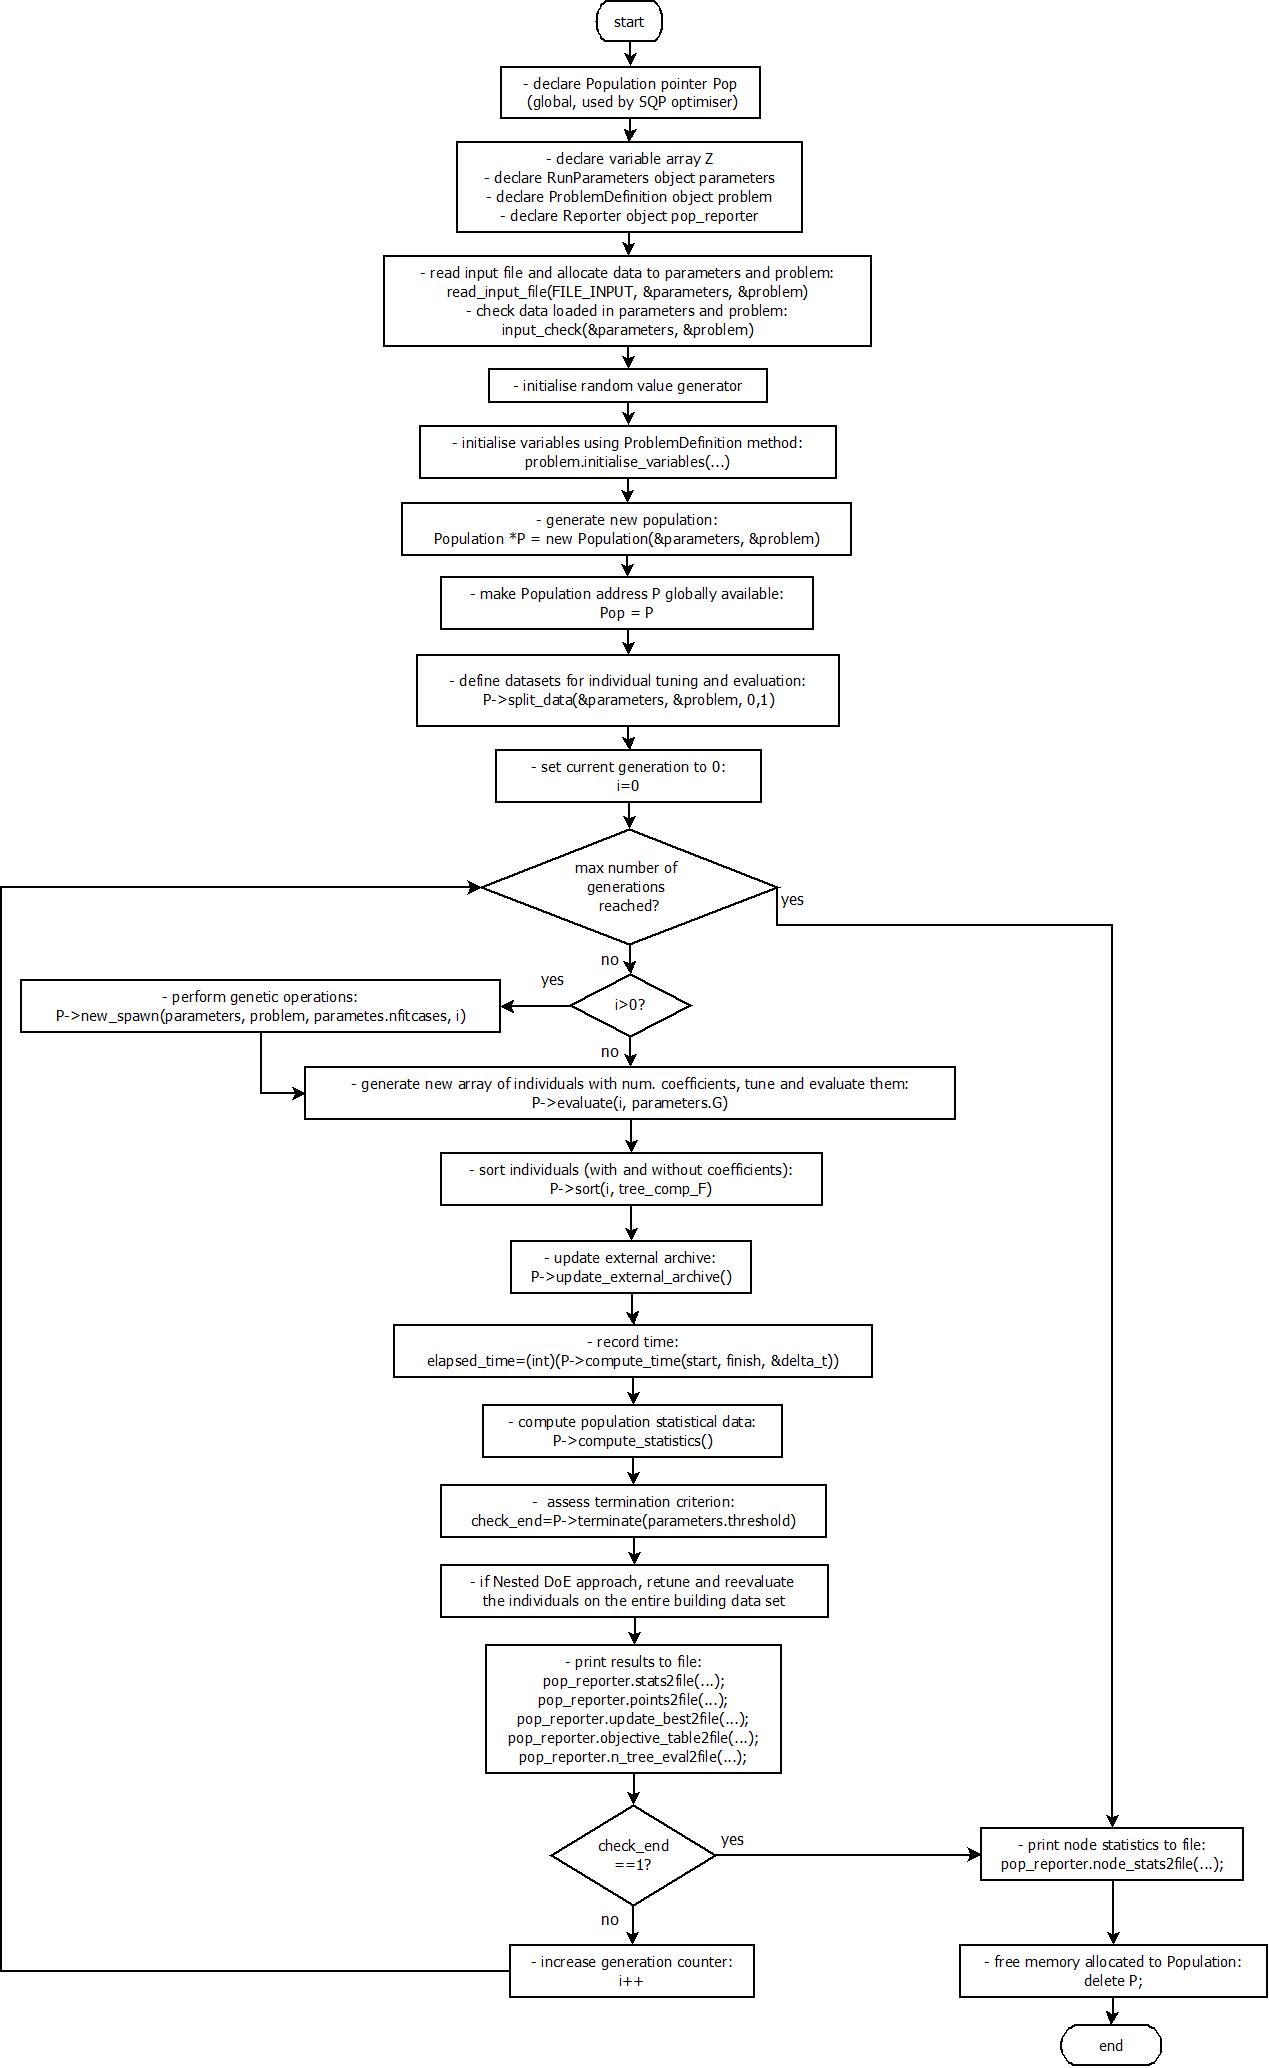 start
- declare Population pointer Pop
(global, used by SQP optimiser)
- declare variable array Z
- declare RunParameters object parameters
- declare ProblemDefinition object problem
- declare Reporter object pop_reporter
- read input file and allocate data to parameters and problem:
read_input_file(FILE_INPUT, &parameters, &problem)
- check data loaded in parameters and problem:
input_check(&parameters, &problem)
- initialise random value generator
- initialise variables using ProblemDefinition method:
problem.initialise_variables(...)
- generate new population:
Population *P = new Population(&parameters, &problem)
- make Population address P globally available:
Pop = P
- define datasets for individual tuning and evaluation:
P->split_data(&parameters, &problem, 0,1)
- set current generation to 0:
i=0
max number of
generations
reached?
yes
no
i>0?
yes
- perform genetic operations:
P->new_spawn(parameters, problem, parametes.nfitcases, i)
no
- generate new array of individuals with num. coefficients, tune and evaluate them:
P->evaluate(i, parameters.G)
- sort individuals (with and without coefficients):
P->sort(i, tree_comp_F)
- update external archive:
P->update_external_archive()
- record time:
elapsed_time=(int)(P->compute_time(start, finish, &delta_t))
- compute population statistical data:
P->compute_statistics()
- assess termination criterion:
check_end=P->terminate(parameters.threshold)
- if Nested DoE approach, retune and reevaluate
the individuals on the entire building data set
- print results to file:
pop_reporter.stats2file(...);
pop_reporter.points2file(...);
pop_reporter.update_best2file(...);
pop_reporter.objective_table2file(...);
pop_reporter.n_tree_eval2file(...);
check_end
==1?
yes
- print node statistics to file:
pop_reporter.node_stats2file(...);
no
- increase generation counter:
i++
- free memory allocated to Population:
delete P;
end